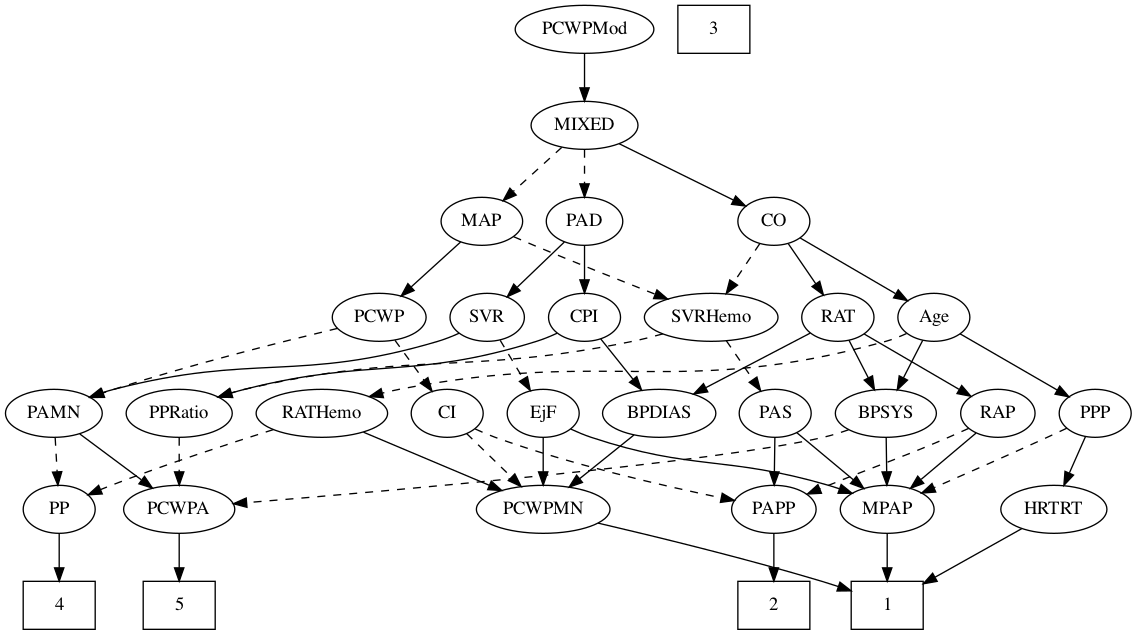 PCWPMod
3
MIXED
MAP
PAD
CO
PCWP
SVR
CPI
SVRHemo
RAT
Age
PAMN
PPRatio
RATHemo
CI
EjF
BPDIAS
PAS
BPSYS
RAP
PPP
PP
PCWPA
PCWPMN
PAPP
MPAP
HRTRT
4
5
2
1